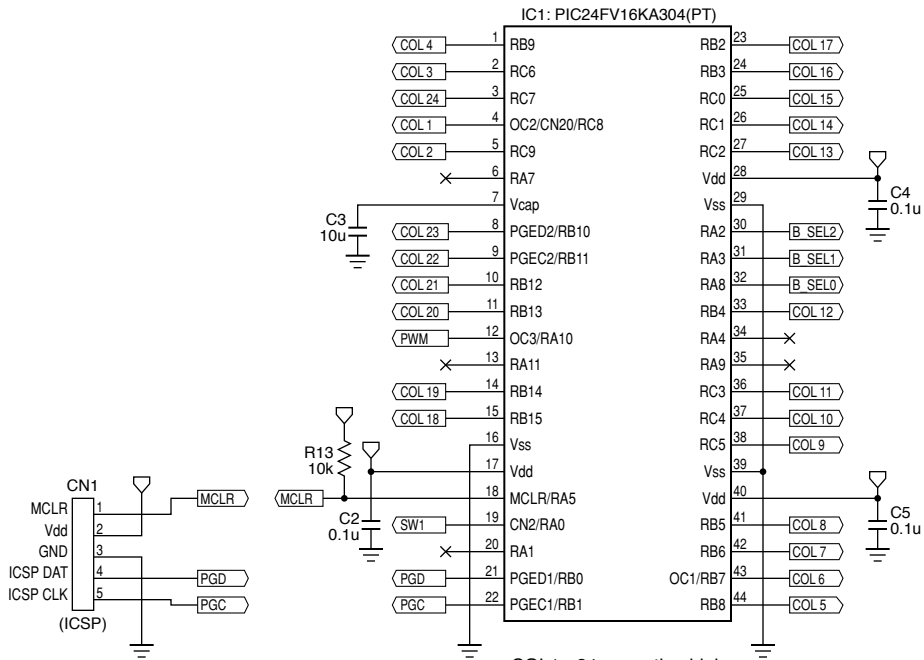 IC1: PIC24FV16KA304(PT)
COL 4 1 RB9 RB2 23 COL 17
COL 3 2 RC6 RB3 24 COL 16
COL 24 3 RC7 RC0 25 COL 15
COL 1 4 OC2/CN20/RC8 RC1 26 COL 14
COL 2 5 RC9 RC2 27 COL 13
6 RA7 Vdd 28
7 Vcap Vss 29
C4
0.1u
C3
10u
COL 23 8 PGED2/RB10 RA2 30 B_SEL2
COL 22 9 PGEC2/RB11 RA3 31 B_SEL1
COL 21 10 RB12 RA8 32 B_SEL0
COL 20 11 RB13 RB4 33 COL 12
PWM 12 OC3/RA10 RA4 34
13 RA11 RA9 35
COL 19 14 RB14 RC3 36 COL 11
COL 18 15 RB15 RC4 37 COL 10
16 Vss RC5 38 COL 9
R13
10k
17 Vdd Vss 39
MCLR 18 MCLR/RA5 Vdd 40
C2
0.1u
C5
0.1u
SW1 19 CN2/RA0 RB5 41 COL 8
20 RA1 RB6 42 COL 7
PGD 21 PGED1/RB0 OC1/RB7 43 COL 6
PGC 22 PGEC1/RB1 RB8 44 COL 5
CN1
MCLR 1 MCLR
Vdd 2
GND 3
ICSP DAT 4 PGD
ICSP CLK 5 PGC
(ICSP)